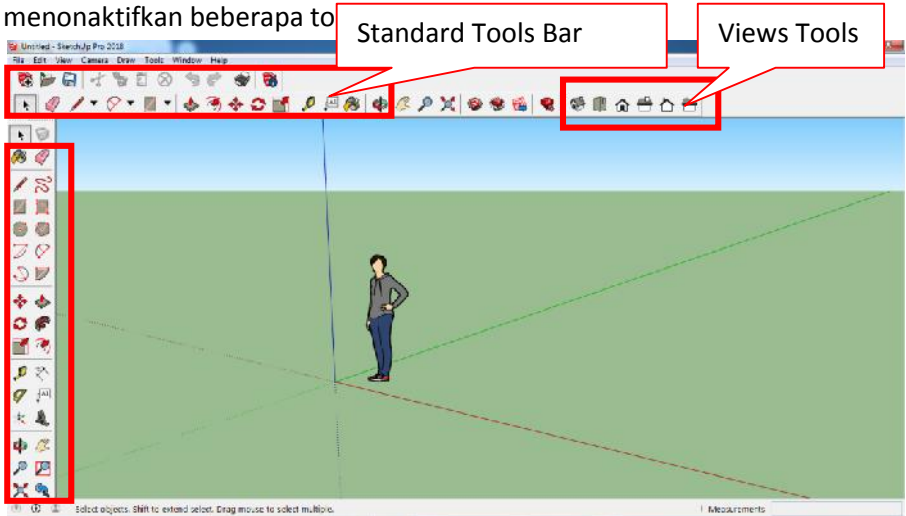 menonaktifkan beberapa to
Standard Tools Bar
Views Tools
Untitled - SketchUp Pro 2018
File Edit View Camera Draw Tools Window Help
Select objects. Shift to extend select. Drag mouse to select multiple.
Measurements